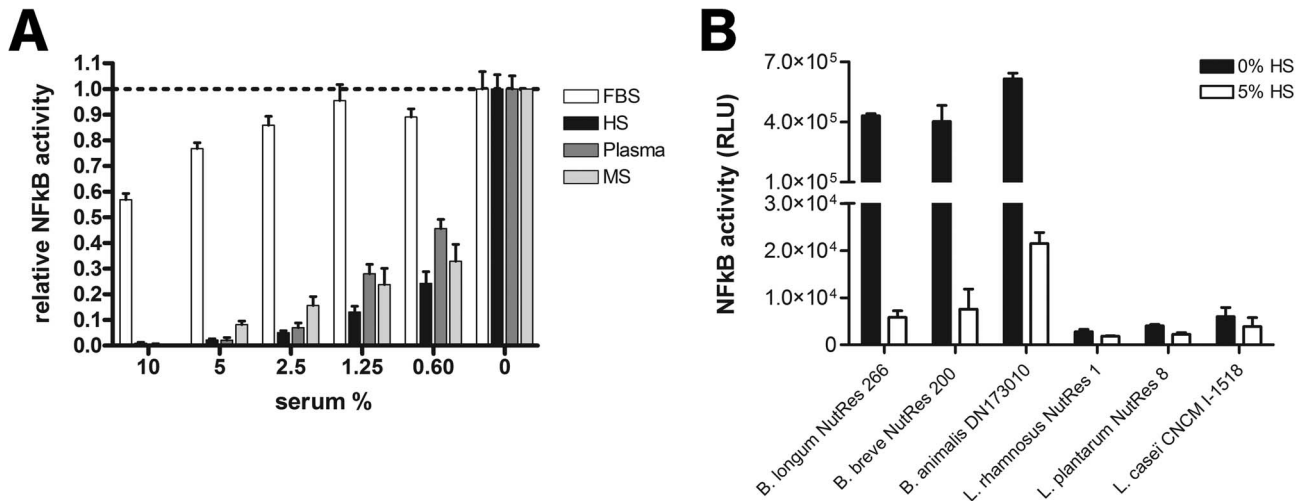 A
relative NFkB activity
1.1
1.0
0.9
0.8
0.7
0.6
0.5
0.4
0.3
0.2
0.1
0.0
10 5 2.5 1.25 0.60 0
serum %
FBS
HS
Plasma
MS
B
NFkB activity (RLU)
7.0×10⁵
4.0×10⁵
1.0×10⁵
3.0×10⁴
2.0×10⁴
1.0×10⁴
0
B. longum NutRes 266
B. breve NutRes 200
B. animalis DN173010
L. rhamnosus NutRes 1
L. plantarum NutRes 8
L. caseï CNCM I-1518
0% HS
5% HS